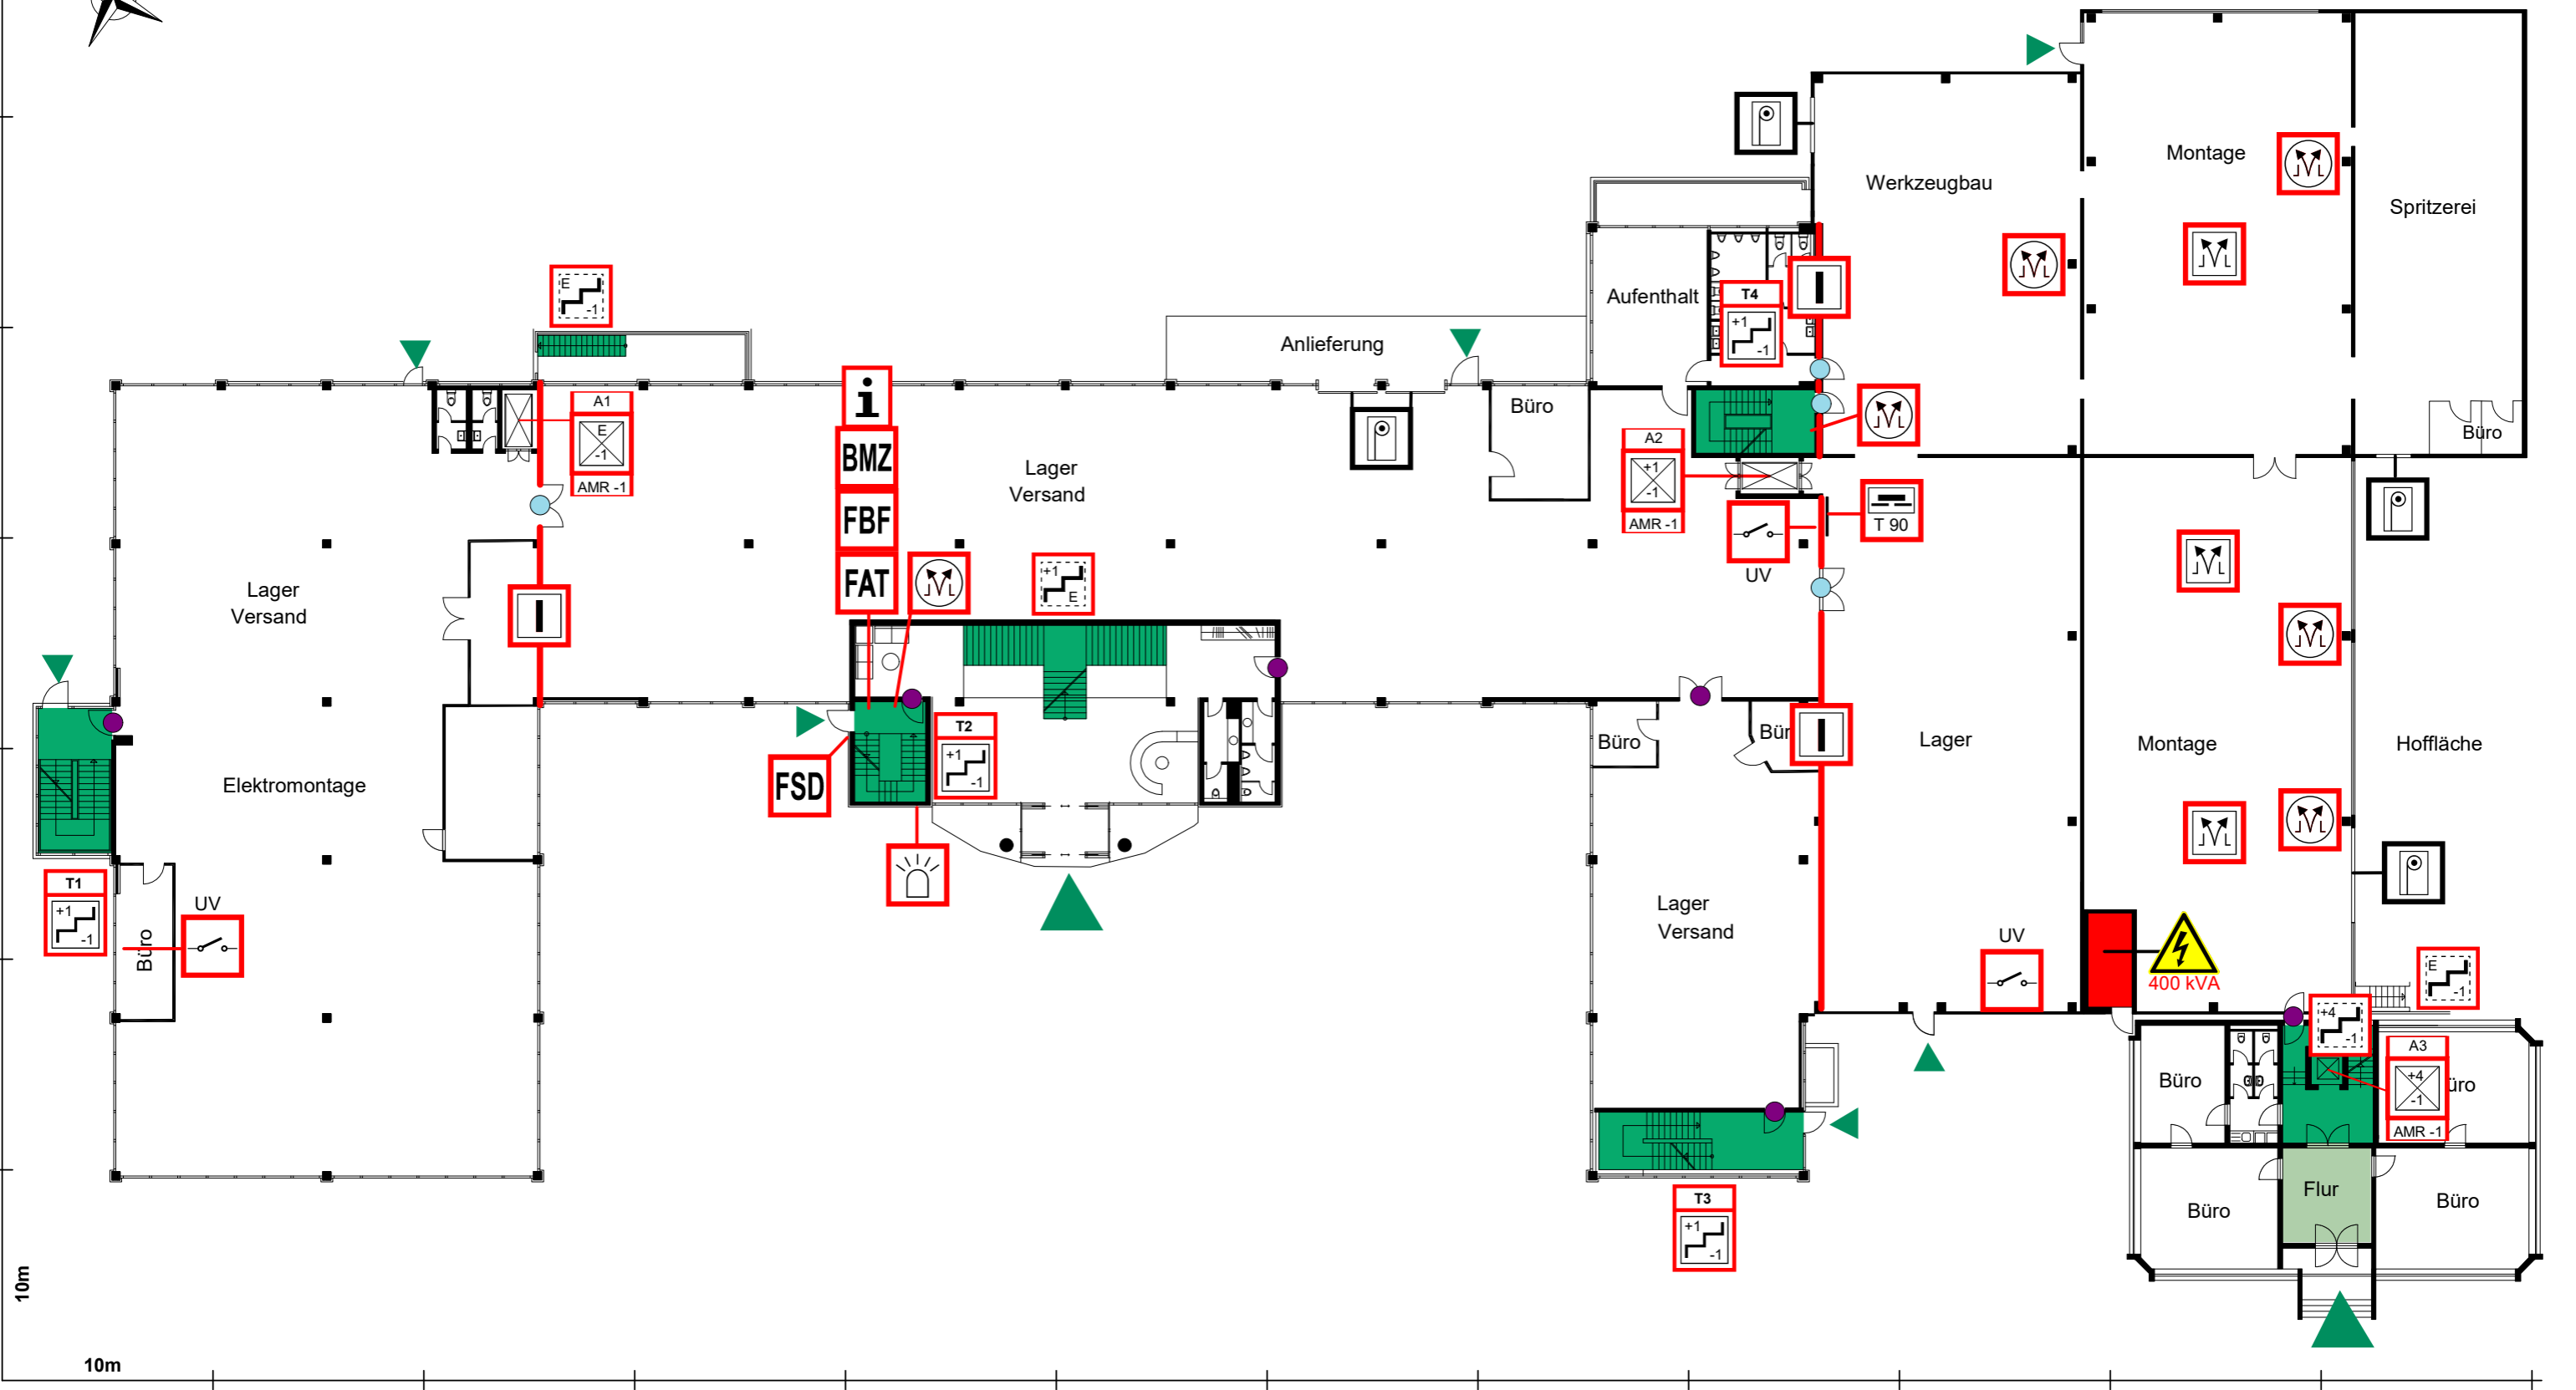 Montage
Werkzeugbau
Spritzerei
E
-1
Aufenthalt
T4
+1
-1
Anlieferung
i
A1
E
-1
AMR -1
BMZ
FBF
FAT
Lager
Versand
Büro
A2
+1
-1
AMR -1
Büro
T 90
UV
+1
E
Lager
Versand
T2
+1
-1
FSD
Büro
Lager
Montage
Hoffläche
Elektromontage
T1
+1
-1
UV
Büro
Lager
Versand
UV
400 kVA
E
-1
+4
-1
A3
+4
-1
AMR -1
Büro
T3
+1
-1
Flur
Büro
Büro
10m
10m